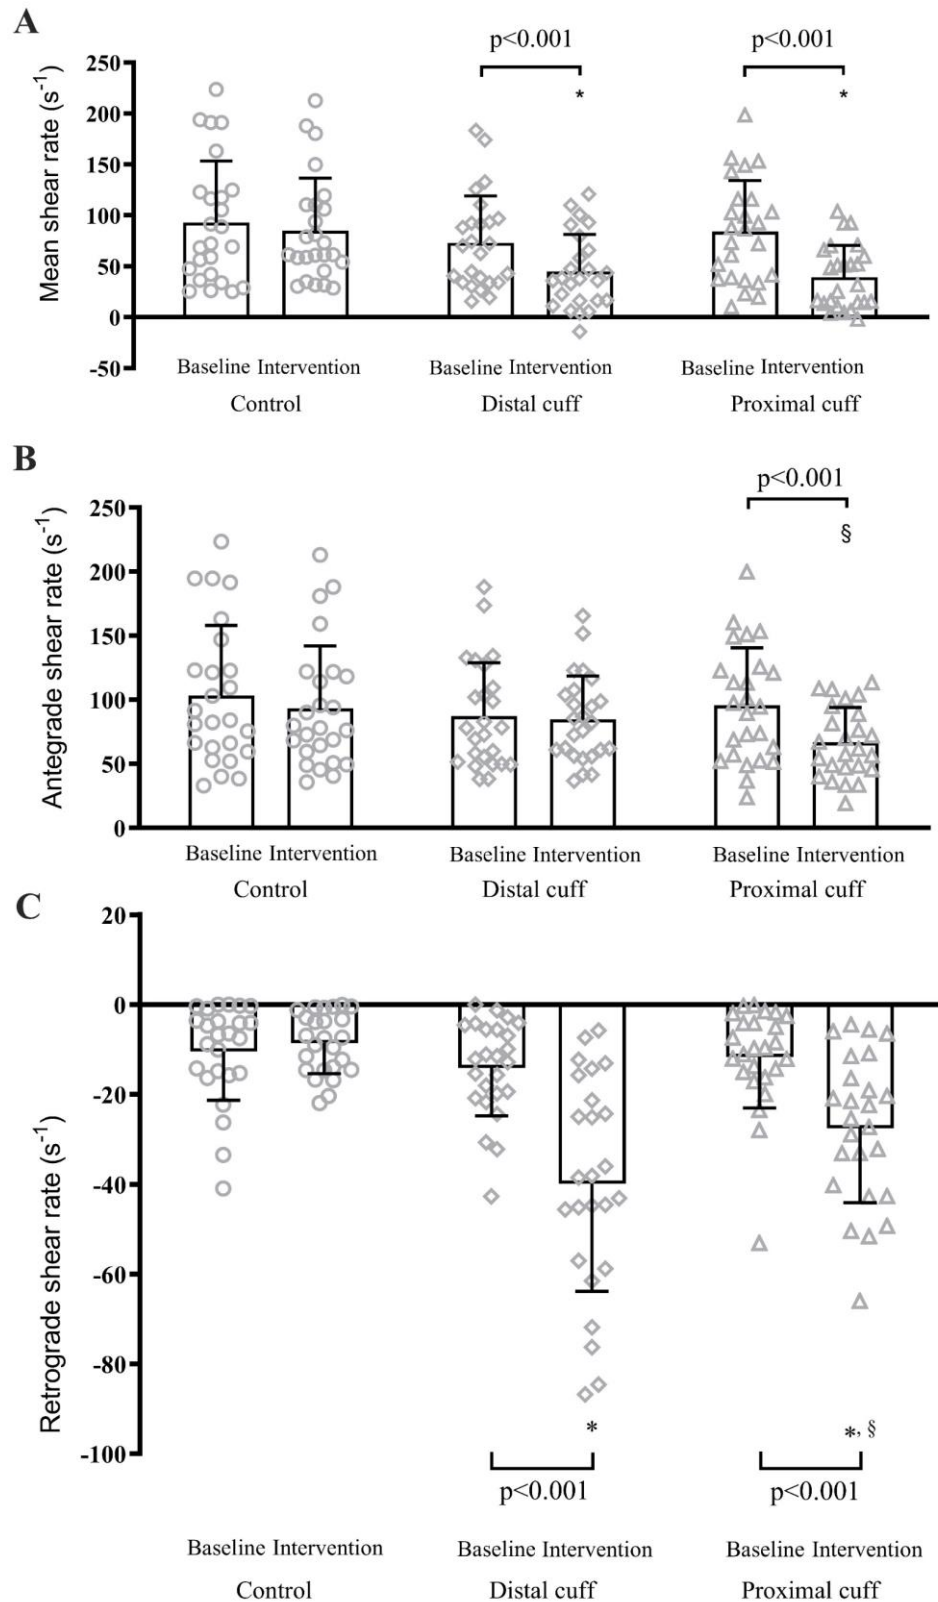 A
p<0.001
p<0.001
Mean shear rate (s-1)
250
200
150
100
50
0
-50
*
*
Baseline Intervention
Baseline Intervention
Baseline Intervention
Control
Distal cuff
Proximal cuff
B
p<0.001
Antegrade shear rate (s-1)
250
200
150
100
50
0
§
Baseline Intervention
Baseline Intervention
Baseline Intervention
Control
Distal cuff
Proximal cuff
C
Retrograde shear rate (s-1)
20
0
-20
-40
-60
-80
-100
*
*, §
p<0.001
p<0.001
Baseline Intervention
Baseline Intervention
Baseline Intervention
Control
Distal cuff
Proximal cuff